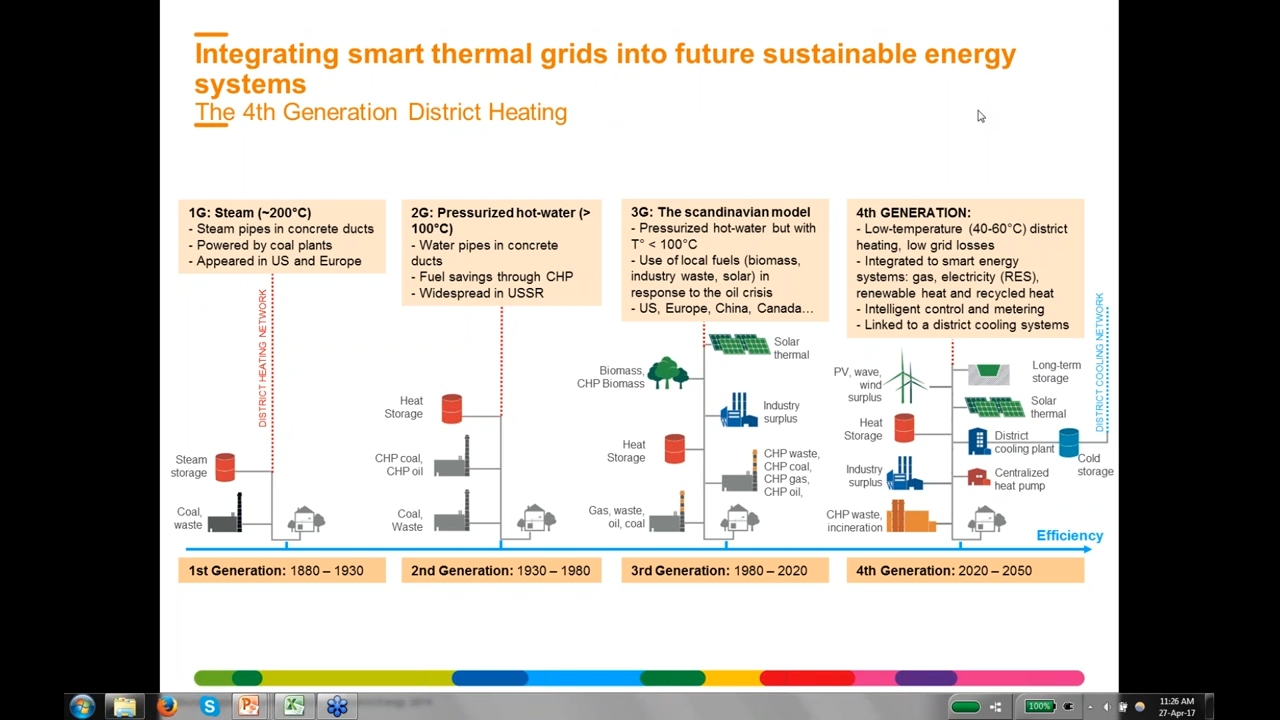 Integrating smart thermal grids into future sustainable energy
systems
The 4th Generation District Heating
1G: Steam (~200°C)
- Steam pipes in concrete ducts
- Powered by coal plants
- Appeared in US and Europe
DISTRICT HEATING NETWORK
Steam
storage
Coal,
waste
2G: Pressurized hot-water (>
100°C)
- Water pipes in concrete
ducts
- Fuel savings through CHP
- Widespread in USSR
Heat
Storage
CHP coal,
CHP oil
Coal,
Waste
3G: The scandinavian model
- Pressurized hot-water but with
T° < 100°C
- Use of local fuels (biomass,
industry waste, solar) in
response to the oil crisis
- US, Europe, China, Canada…
Solar
thermal
Biomass,
CHP Biomass
Industry
surplus
Heat
Storage
CHP waste,
CHP coal,
CHP gas,
CHP oil,
Gas, waste,
oil, coal
4th GENERATION:
- Low-temperature (40-60°C) district
heating, low grid losses
- Integrated to smart energy
systems: gas, electricity (RES),
renewable heat and recycled heat
- Intelligent control and metering
- Linked to a district cooling systems
DISTRICT COOLING NETWORK
PV, wave,
wind
surplus
Long-term
storage
Solar
thermal
Heat
Storage
District
cooling plant
Cold
storage
Industry
surplus
Centralized
heat pump
CHP waste,
incineration
Efficiency
1st Generation: 1880 – 1930
2nd Generation: 1930 – 1980
3rd Generation: 1980 – 2020
4th Generation: 2020 – 2050
100%
11:26 AM
27-Apr-17